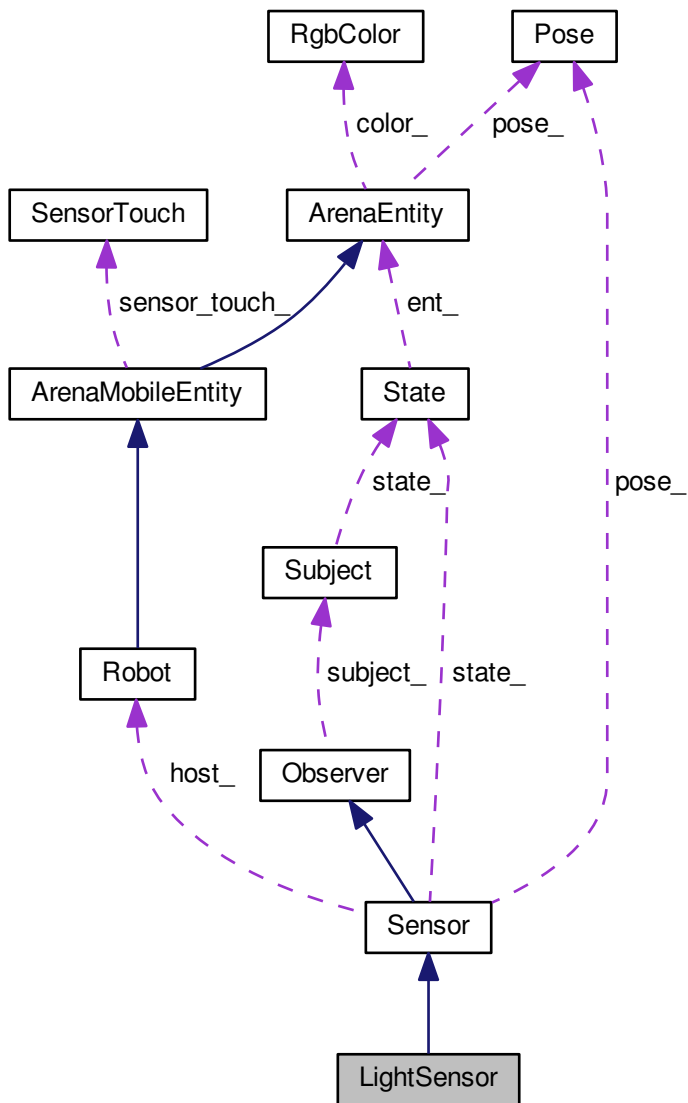 RgbColor
Pose
color_
pose_
SensorTouch
ArenaEntity
sensor_touch_
ent_
ArenaMobileEntity
State
state_
pose_
Subject
Robot
subject_
state_
host_
Observer
Sensor
LightSensor